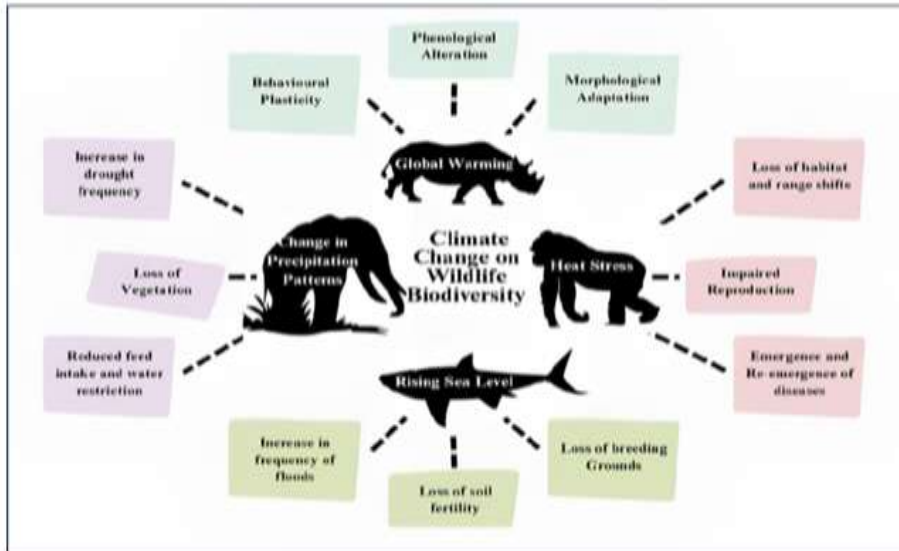 Phenological
Alteration
Behavioural
Plasticity
Morphological
Adaptation
Global Warming
Increase in
drought
frequency
Loss of
Vegetation
Reduced feed
intake and water
restriction
Change in
Precipitation
Patterns
Climate
Change on
Wildlife
Biodiversity
Heat Stress
Loss of habitat
and range shifts
Impaired
Reproduction
Emergence and
Re-emergence of
diseases
Rising Sea Level
Increase in
frequency of
floods
Loss of soil
fertility
Loss of breeding
Grounds